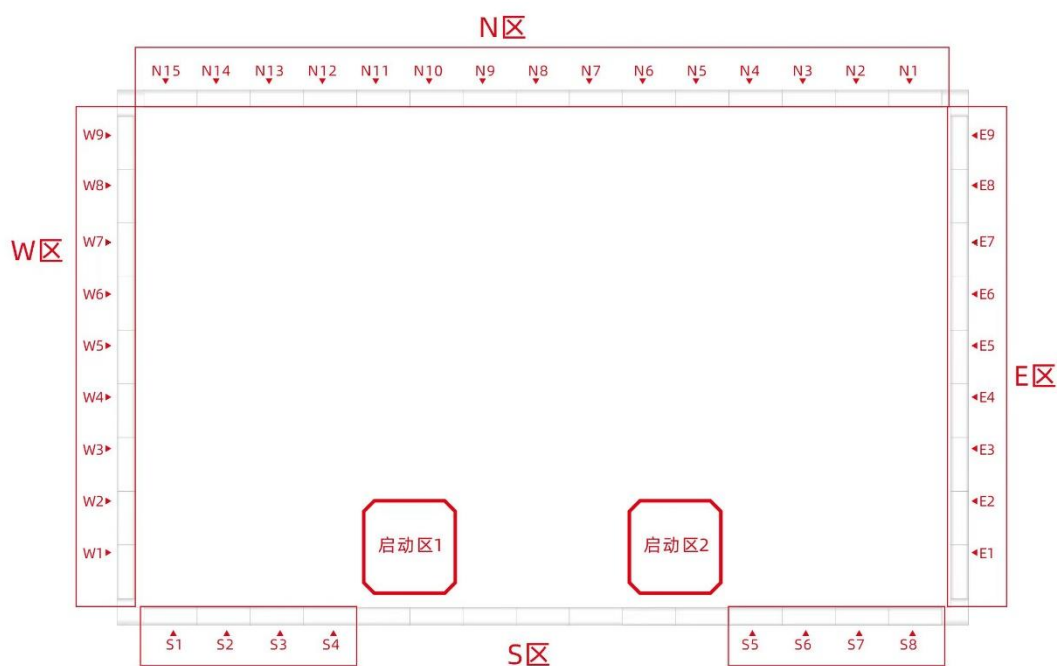 N区
N15 N14 N13 N12 N11 N10 N9 N8 N7 N6 N5 N4 N3 N2 N1
W9 E9
W8 E8
W区
W7 E7
W6 E6
W5 E5
E区
W4 E4
W3 E3
W2 E2
启动区1 启动区2
W1 E1
S1 S2 S3 S4 S5 S6 S7 S8
S区